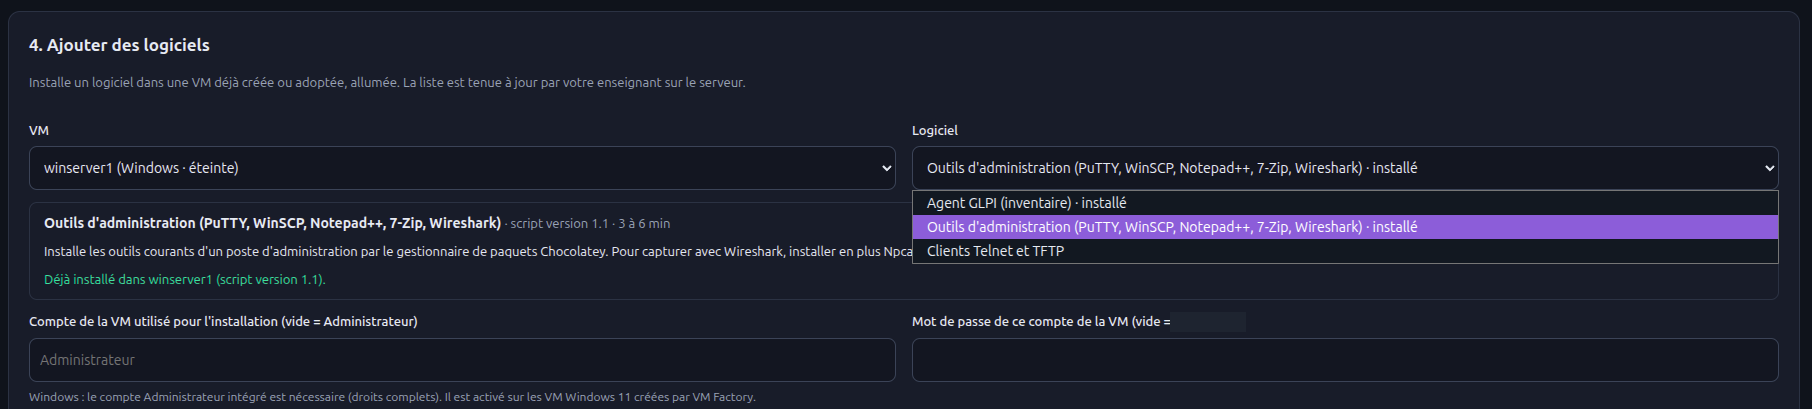 4. Ajouter des logiciels
Installe un logiciel dans une VM déjà créée ou adoptée, allumée. La liste est tenue à jour par votre enseignant sur le serveur.
VM
Logiciel
winserver1 (Windows · éteinte)
Outils d'administration (PuTTY, WinSCP, Notepad++, 7-Zip, Wireshark) · installé
Agent GLPI (inventaire) · installé
Outils d'administration (PuTTY, WinSCP, Notepad++, 7-Zip, Wireshark) · installé
Clients Telnet et TFTP
Outils d'administration (PuTTY, WinSCP, Notepad++, 7-Zip, Wireshark) · script version 1.1 · 3 à 6 min
Installe les outils courants d'un poste d'administration par le gestionnaire de paquets Chocolatey. Pour capturer avec Wireshark, installer en plus Npca
Déjà installé dans winserver1 (script version 1.1).
Compte de la VM utilisé pour l'installation (vide = Administrateur)
Mot de passe de ce compte de la VM (vide =
Administrateur
Windows : le compte Administrateur intégré est nécessaire (droits complets). Il est activé sur les VM Windows 11 créées par VM Factory.